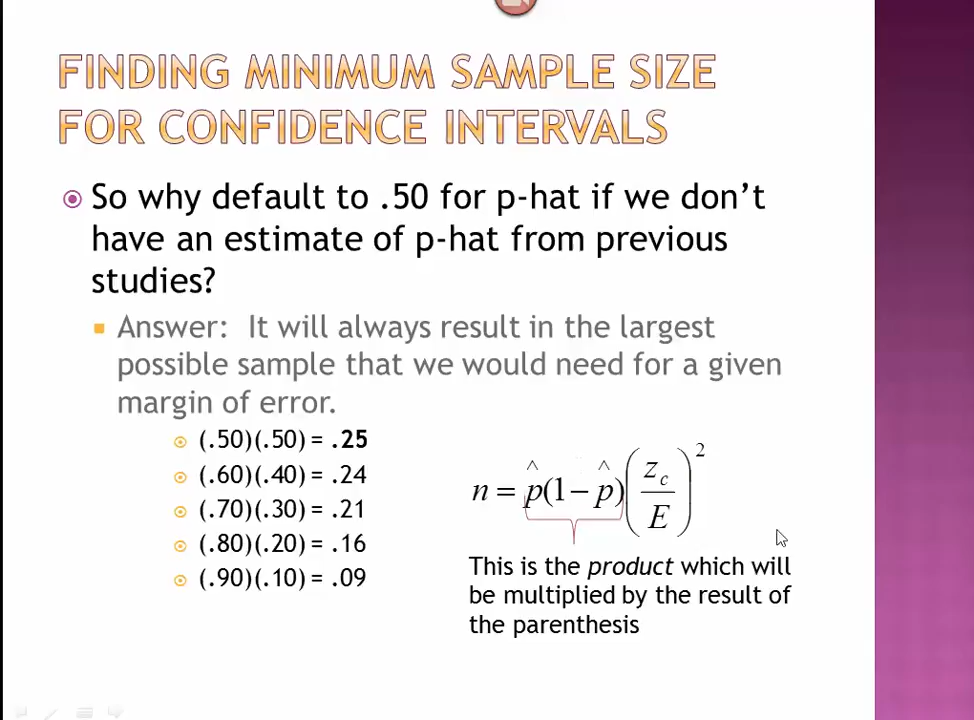 FINDING MINIMUM SAMPLE SIZE
FOR CONFIDENCE INTERVALS
So why default to .50 for p-hat if we don't
have an estimate of p-hat from previous
studies?
Answer: It will always result in the largest
possible sample that we would need for a given
margin of error.
(.50)(.50) = .25
(.60)(.40) = .24
(.70)(.30) = .21
(.80)(.20) = .16
(.90)(.10) = .09
n = p̂(1 − p̂)(z_c/E)²
This is the product which will
be multiplied by the result of
the parenthesis